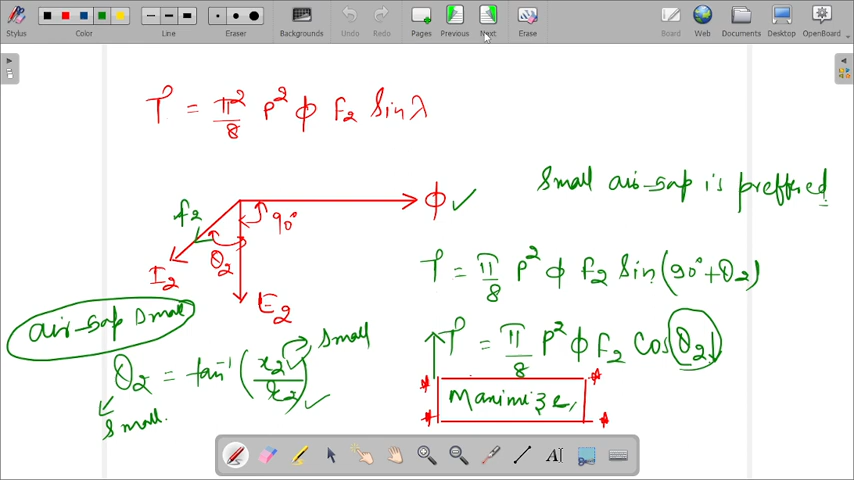 Stylus Color Line Eraser Backgrounds Undo Redo Pages Previous Next Erase Board Web Documents Desktop OpenBoard
T = π²/8 P² ϕ F₂ Sin λ
Small air-gap is preffred.
ϕ ✓
F₂ 90°
θ₂
I₂
E₂
T = π/8 P² ϕ F₂ Sin (90°+θ₂)
air-gap small
T = π/8 P² ϕ F₂ Cos θ₂↓
θ₂ = tan⁻¹ (x₂/r₂) small
Small.
Maximize,